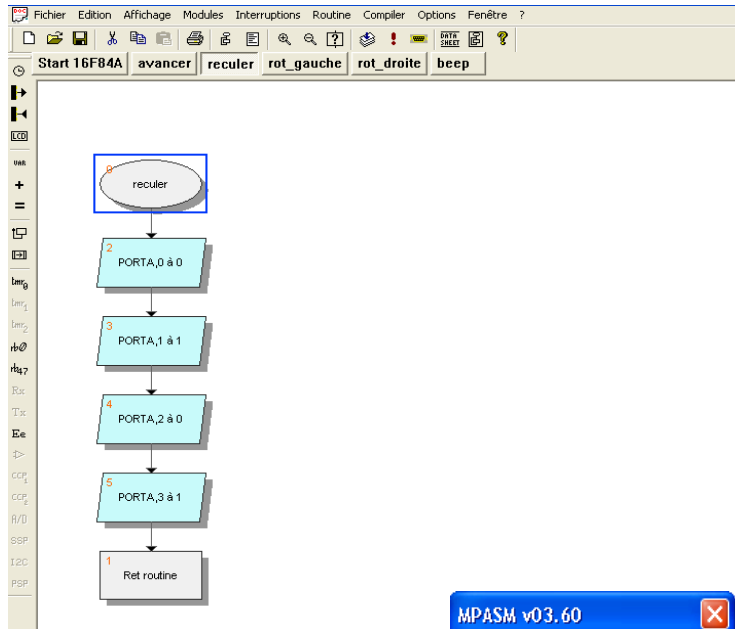 Fichier Edition Affichage Modules Interruptions Routine Compiler Options Fenêtre ?
DATA SHEET
Start 16F84A avancer reculer rot_gauche rot_droite beep
LCD
VAR
+
=
tmr0
tmr1
tmr2
rb0
rb47
Rx
Tx
Ee
CCP1
CCP2
A/D
SSP
I2C
PSP
0
reculer
2
PORTA,0 à 0
3
PORTA,1 à 1
4
PORTA,2 à 0
5
PORTA,3 à 1
1
Ret routine
MPASM v03.60